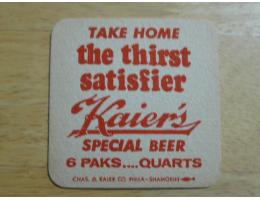 TAKE HOME
the thirst
satisfier
Kaier's
SPECIAL BEER
6 PAKS....QUARTS
CHAS. D. KAIER CO. PHILA-SHAMOKIN